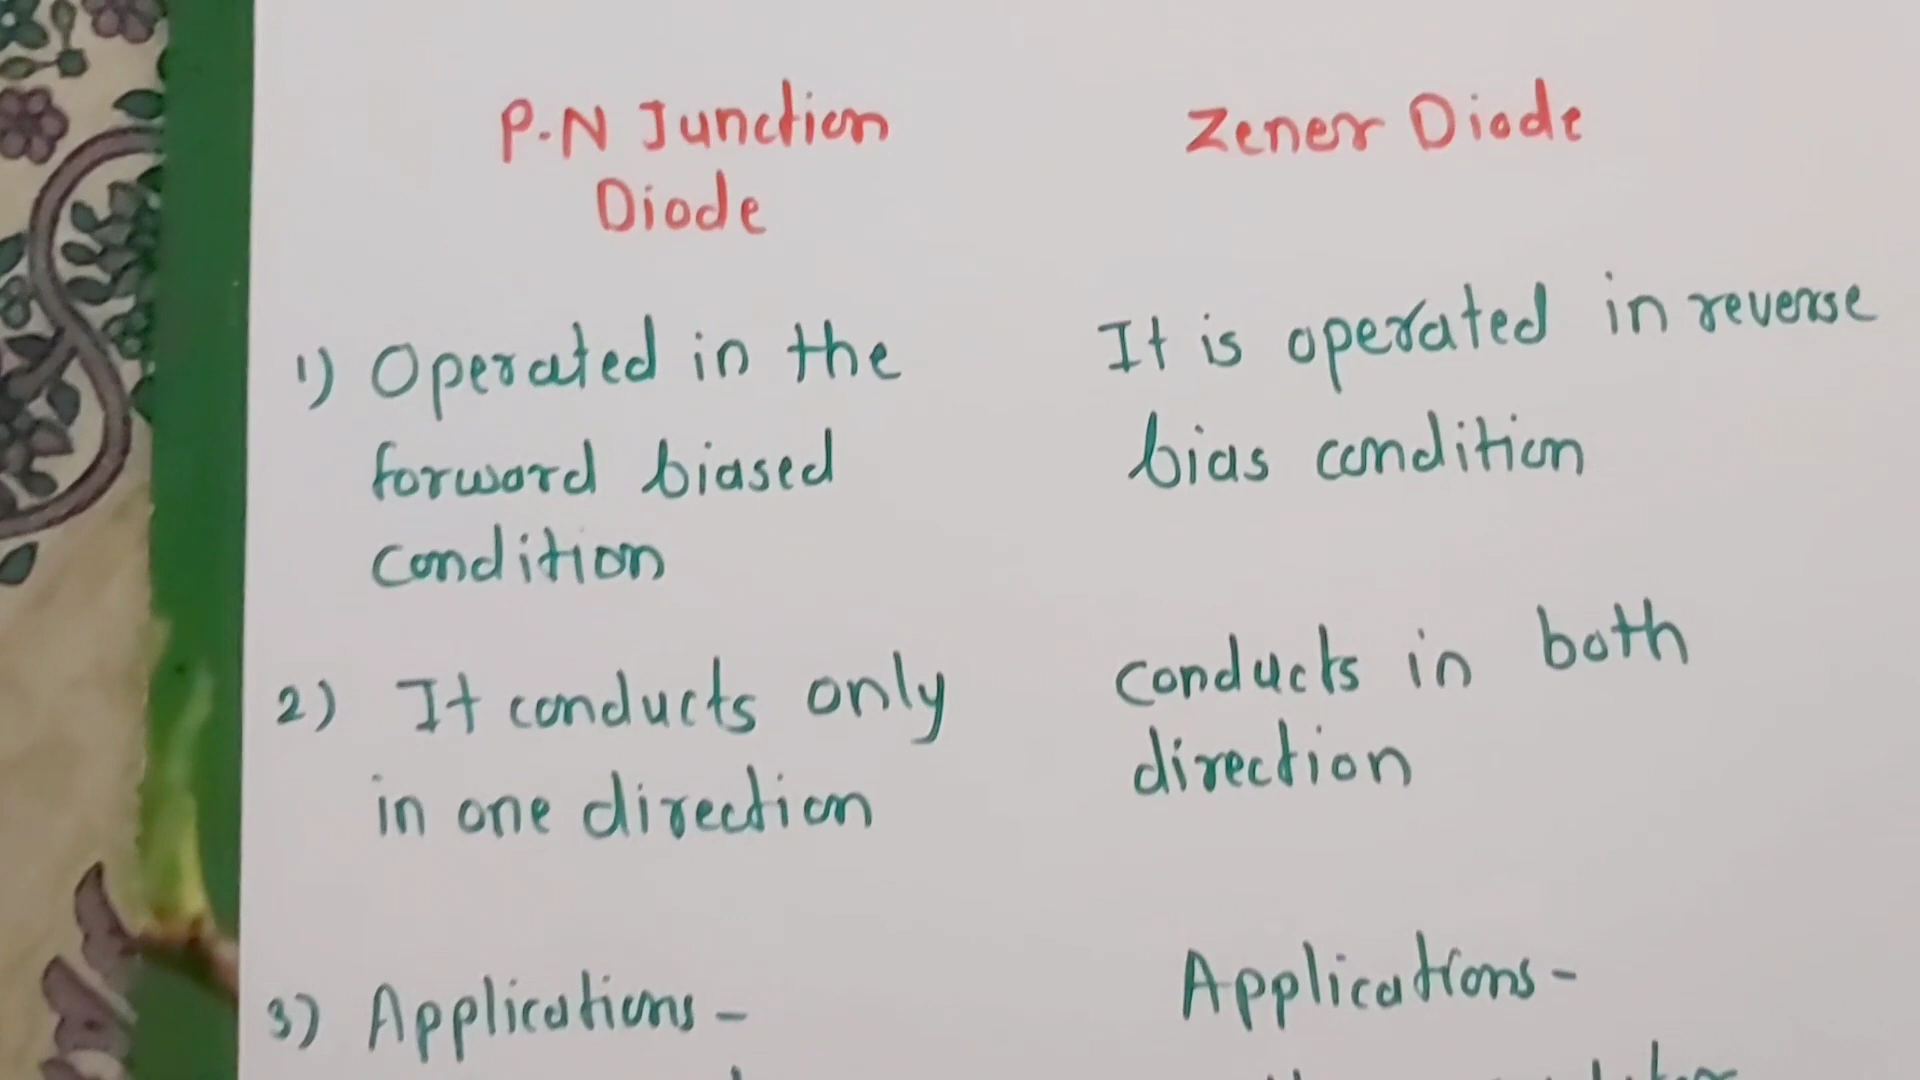 P-N Junction
Diode
1) Operated in the
forward biased
condition
2) It conducts only
in one direction
3) Applications -
Zener Diode
It is operated in reverse
bias condition
conducts in both
direction
Applications -